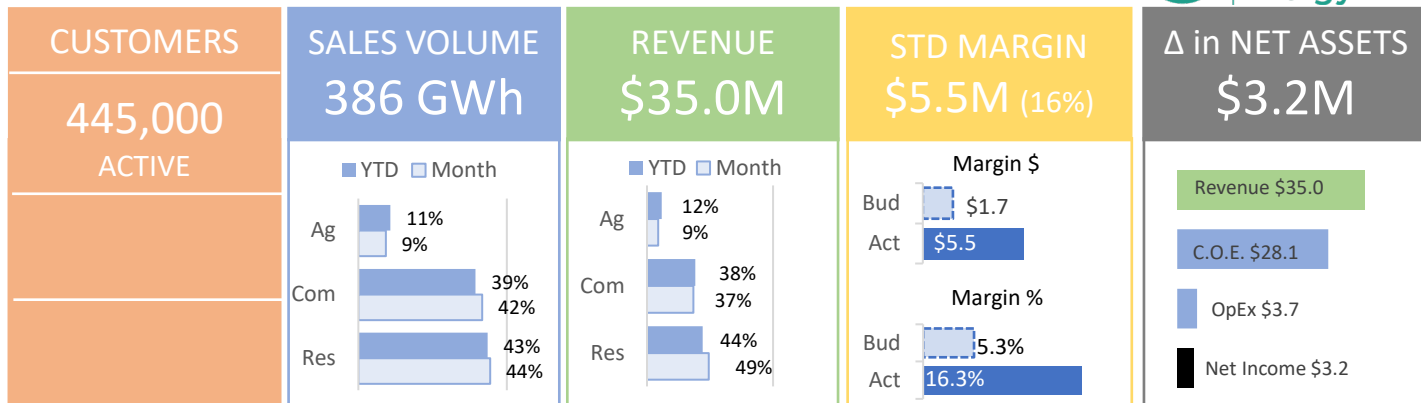 CUSTOMERS
445,000
ACTIVE
SALES VOLUME
386 GWh
YTD Month
Ag 11%
9%
Com 39%
42%
Res 43%
44%
REVENUE
$35.0M
YTD Month
Ag 12%
9%
Com 38%
37%
Res 44%
49%
STD MARGIN
$5.5M (16%)
Margin $
Bud $1.7
Act $5.5
Margin %
Bud 5.3%
Act 16.3%
Δ in NET ASSETS
$3.2M
Revenue $35.0
C.O.E. $28.1
OpEx $3.7
Net Income $3.2